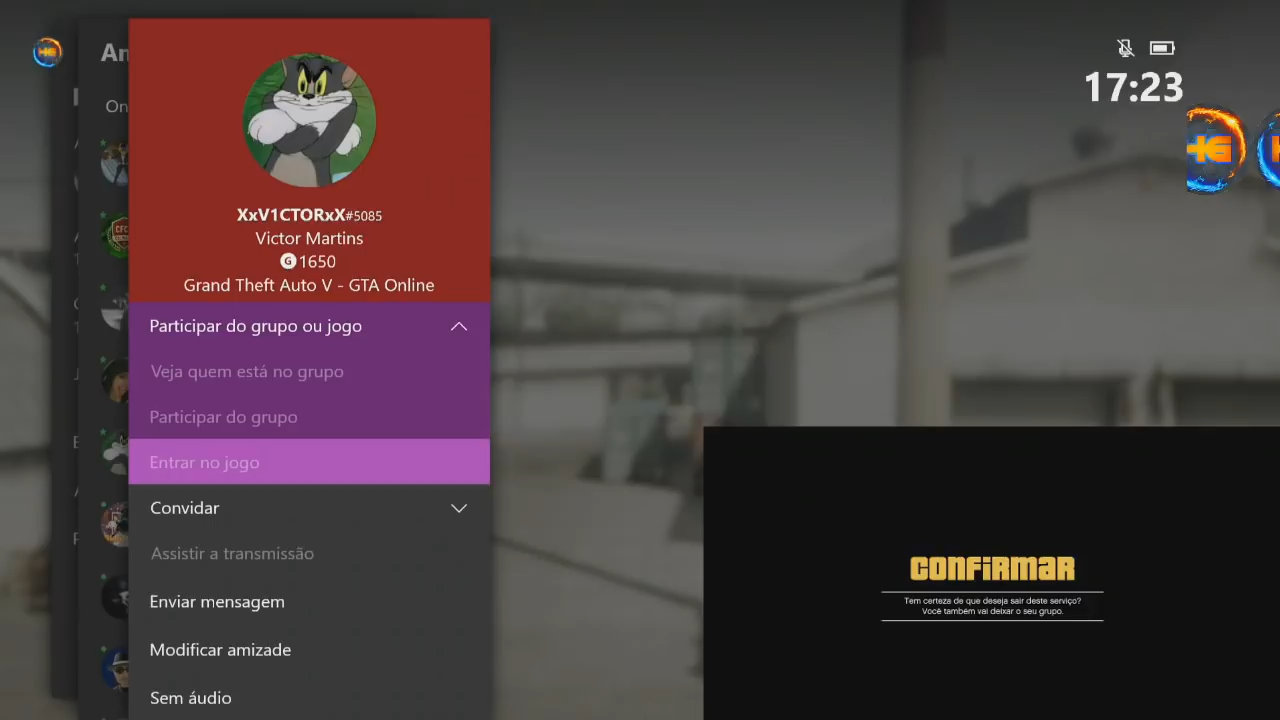 An
On
17:23
XxV1CTORxX#5085
Victor Martins
G 1650
Grand Theft Auto V - GTA Online
Participar do grupo ou jogo
Veja quem está no grupo
Participar do grupo
Entrar no jogo
Convidar
Assistir a transmissão
Enviar mensagem
Modificar amizade
Sem áudio
CONFIRMAR
Tem certeza de que deseja sair deste serviço?
Você também vai deixar o seu grupo.